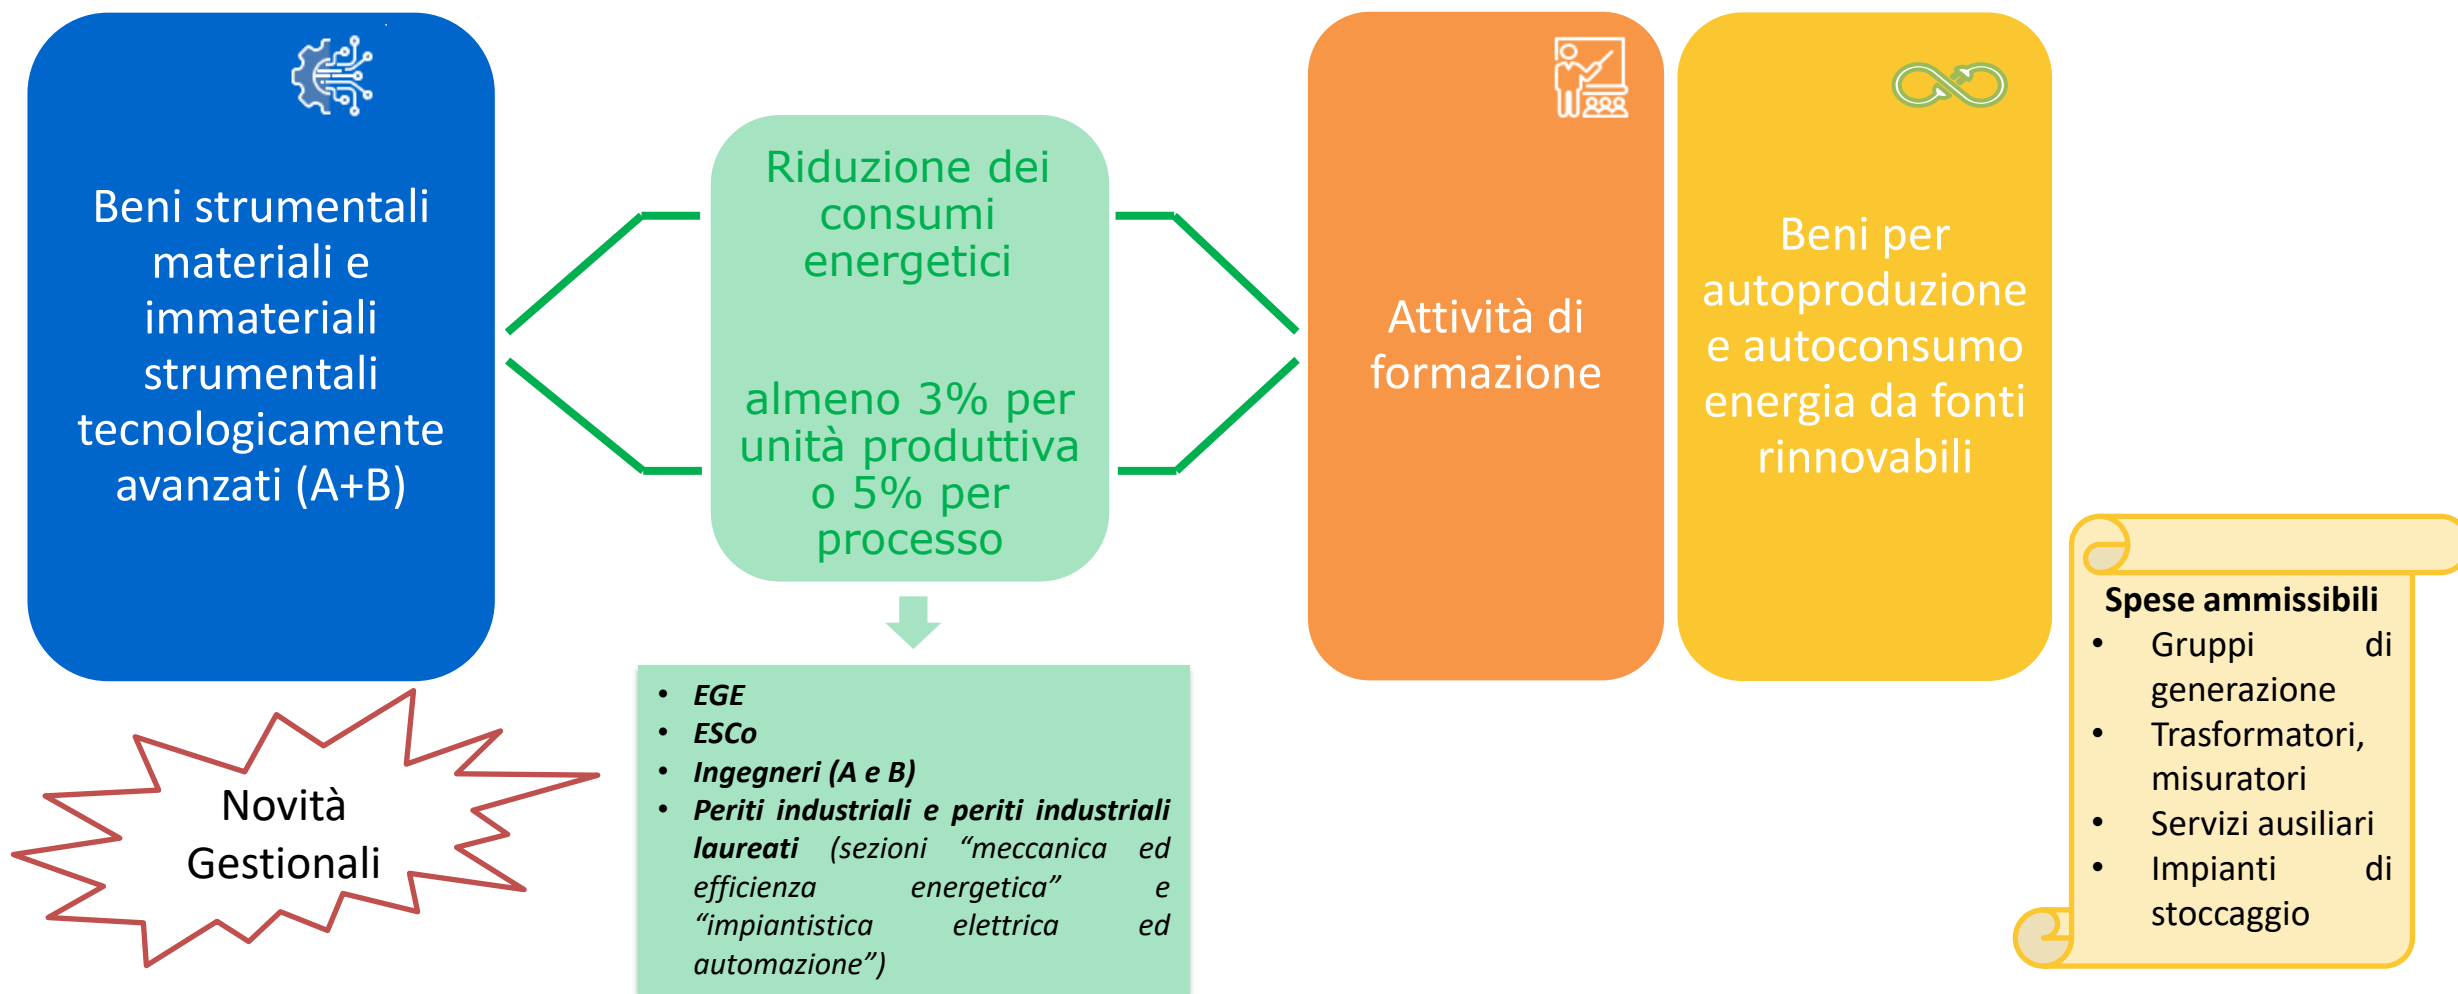 Beni strumentali
materiali e
immateriali
strumentali
tecnologicamente
avanzati (A+B)
Novità
Gestionali
Riduzione dei
consumi
energetici
almeno 3% per
unità produttiva
o 5% per
processo
• EGE
• ESCo
• Ingegneri (A e B)
• Periti industriali e periti industriali
laureati (sezioni “meccanica ed
efficienza energetica” e
“impiantistica elettrica ed
automazione”)
Attività di
formazione
Beni per
autoproduzione
e autoconsumo
energia da fonti
rinnovabili
Spese ammissibili
• Gruppi di
generazione
• Trasformatori,
misuratori
• Servizi ausiliari
• Impianti di
stoccaggio